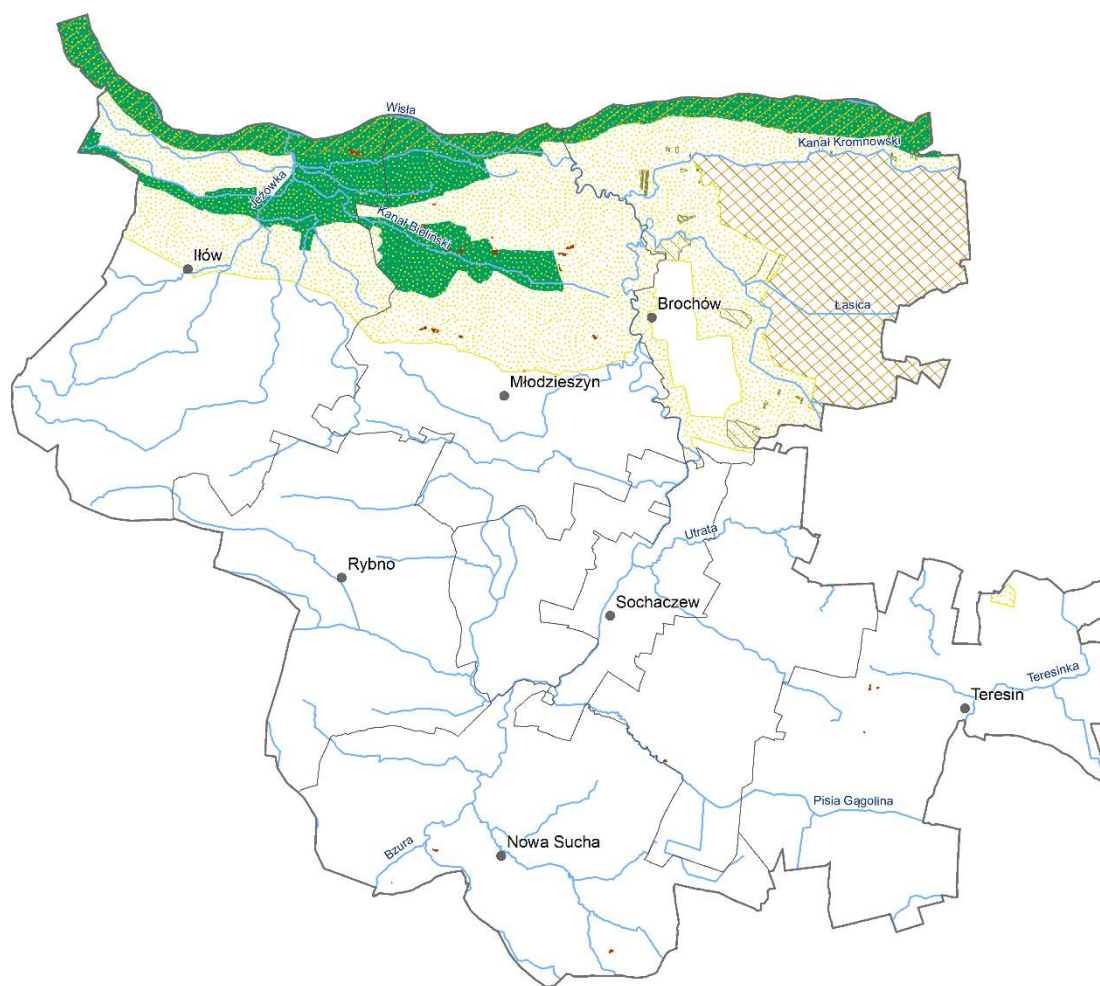 Wisła
Kanał Kromnowski
Jeżówka
Kanał Bieliński
Iłów
Łasica
Brochów
Młodzieszyn
Utrata
Rybno
Sochaczew
Teresinka
Teresin
Pisia Gągolina
Bzura
Nowa Sucha